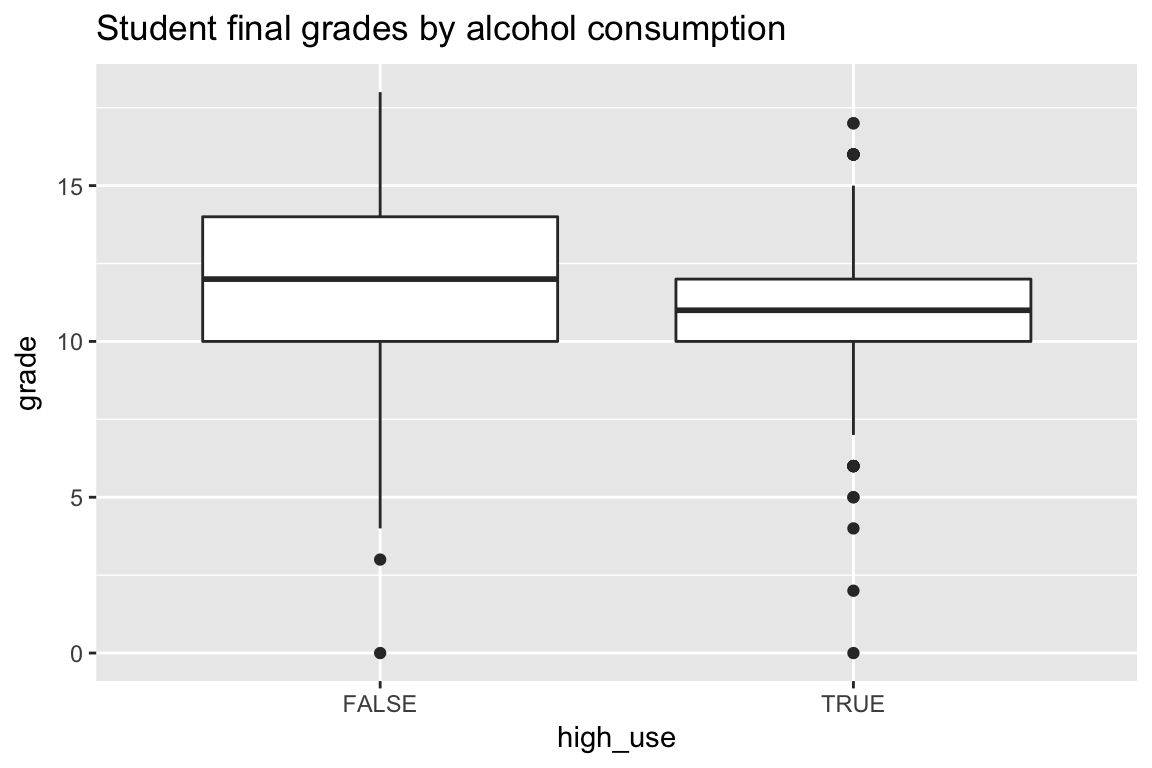 Student final grades by alcohol consumption
grade
15
10
5
0
FALSE
TRUE
high_use